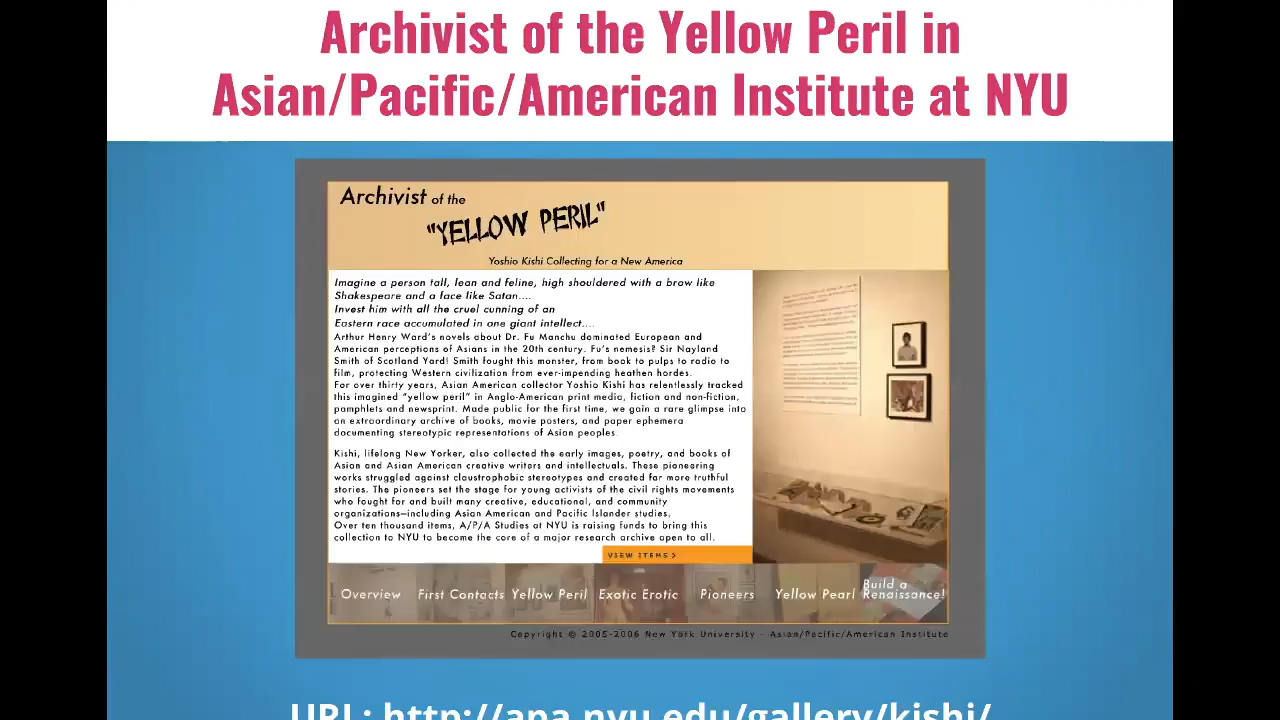 Archivist of the Yellow Peril in
Asian/Pacific/American Institute at NYU
Archivist of the
"YELLOW PERIL"
Yoshio Kishi Collecting for a New America
Imagine a person tall, lean and feline, high shouldered with a brow like
Shakespeare and a face like Satan....
Invest him with all the cruel cunning of an
Eastern race accumulated in one giant intellect....
Arthur Henry Ward's novels about Dr. Fu Manchu dominated European and
American perceptions of Asians in the 20th century. Fu's nemesis? Sir Nayland
Smith of Scotland Yard! Smith fought this monster, from book to pulps to radio to
film, protecting Western civilization from ever-impending heathen hordes.
For over thirty years, Asian American collector Yoshio Kishi has relentlessly tracked
this imagined "yellow peril" in Anglo-American print media, fiction and non-fiction,
pamphlets and newsprint. Made public for the first time, we gain a rare glimpse into
an extraordinary archive of books, movie posters, and paper ephemera
documenting stereotypic representations of Asian peoples.
Kishi, lifelong New Yorker, also collected the early images, poetry, and books of
Asian and Asian American creative writers and intellectuals. These pioneering
works struggled against claustrophobic stereotypes and created far more truthful
stories. The pioneers set the stage for young activists of the civil rights movements
who fought for and built many creative, educational, and community
organizations—including Asian American and Pacific Islander studies.
Over ten thousand items, A/P/A Studies at NYU is raising funds to bring this
collection to NYU to become the core of a major research archive open to all.
VIEW ITEMS >
Overview First Contacts Yellow Peril Exotic Erotic Pioneers Yellow Pearl Build a Renaissance!
Copyright © 2005-2006 New York University - Asian/Pacific/American Institute
URL: http://apa.nyu.edu/gallery/kishi/